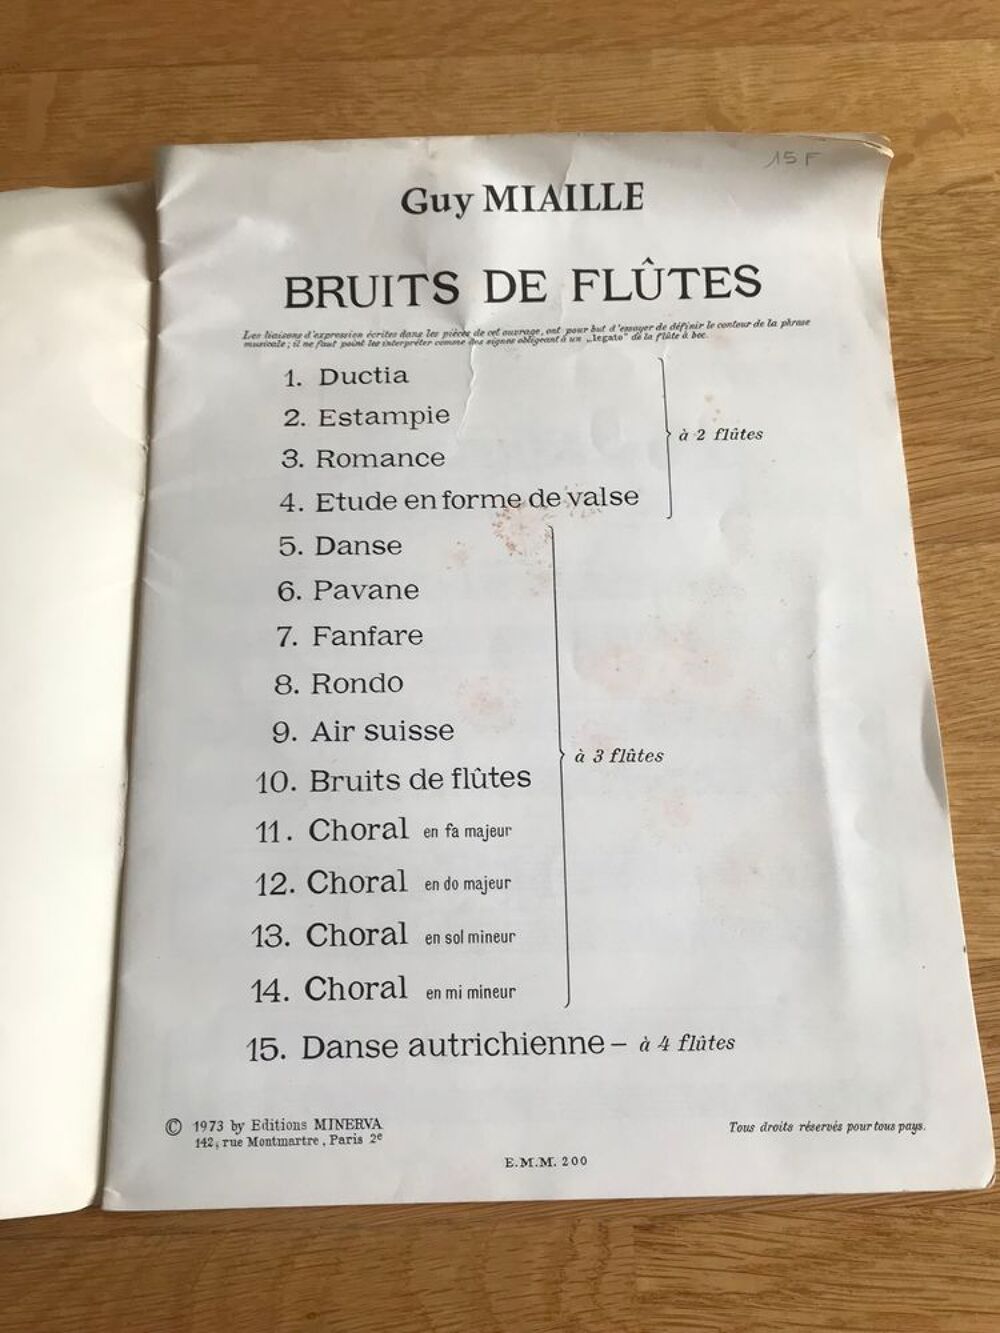 15 F
Guy MIAILLE
BRUITS DE FLÛTES
Les liaisons d'expression écrites dans les pièces de cet ouvrage, ont pour but d'essayer de définir le contour de la phrase
musicale; il ne faut point les interpréter comme des signes obligeant à un „legato" de la flûte à bec.
1. Ductia
2. Estampie
à 2 flûtes
3. Romance
4. Etude en forme de valse
5. Danse
6. Pavane
7. Fanfare
8. Rondo
9. Air suisse
à 3 flûtes
10. Bruits de flûtes
11. Choral en fa majeur
12. Choral en do majeur
13. Choral en sol mineur
14. Choral en mi mineur
15. Danse autrichienne – à 4 flûtes
© 1973 by Editions MINERVA
142, rue Montmartre, Paris 2e
Tous droits réservés pour tous pays.
E.M.M. 200